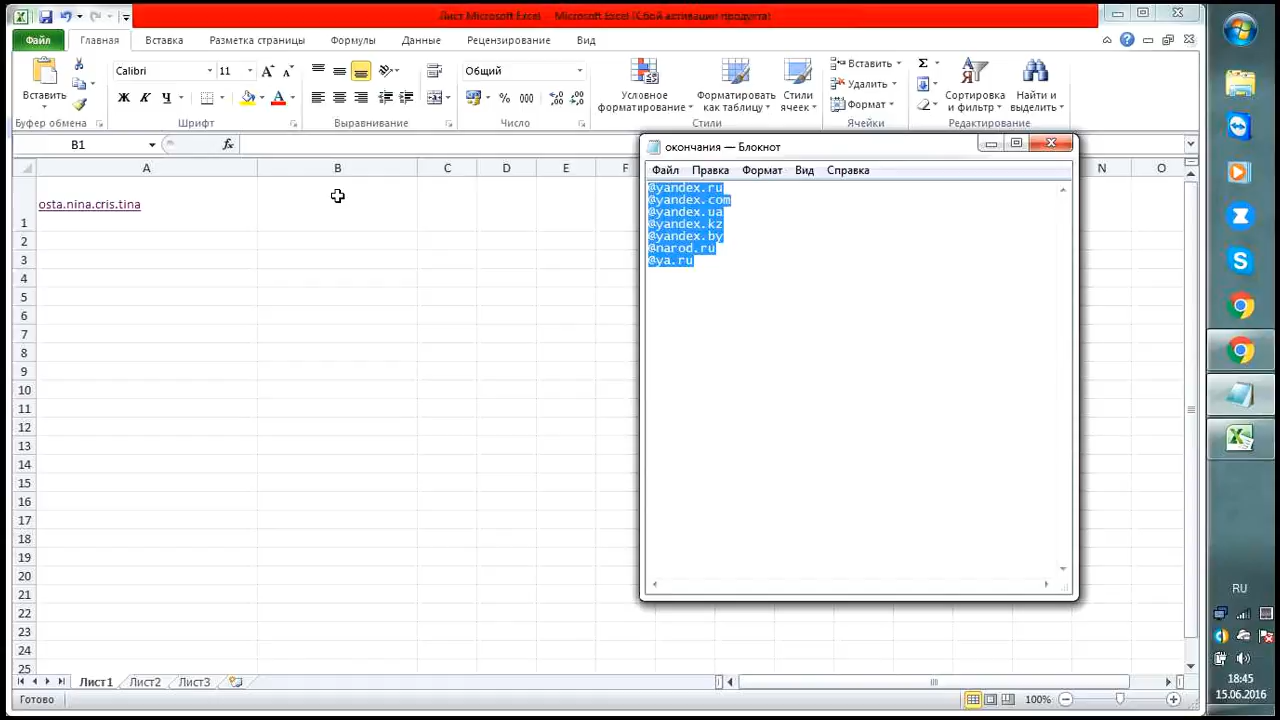 Лист Microsoft Excel - Microsoft Excel (Сбой активации продукта)
Файл Главная Вставка Разметка страницы Формулы Данные Рецензирование Вид
Calibri 11 Общий
Вставить
Ж К Ч
% 000
Условное форматирование
Форматировать как таблицу
Стили ячеек
Вставить
Удалить
Формат
Σ
Сортировка и фильтр
Найти и выделить
Буфер обмена Шрифт Выравнивание Число Стили Ячейки Редактирование
B1 fx
A B C D E F N O
окончания — Блокнот
Файл Правка Формат Вид Справка
@yandex.ru
@yandex.com
@yandex.ua
@yandex.kz
@yandex.by
@narod.ru
@ya.ru
osta.nina.cris.tina
1
2
3
4
5
6
7
8
9
10
11
12
13
14
15
16
17
18
19
20
21
22
23
24
25
Лист1 Лист2 Лист3
Готово
100%
RU
18:45
15.06.2016